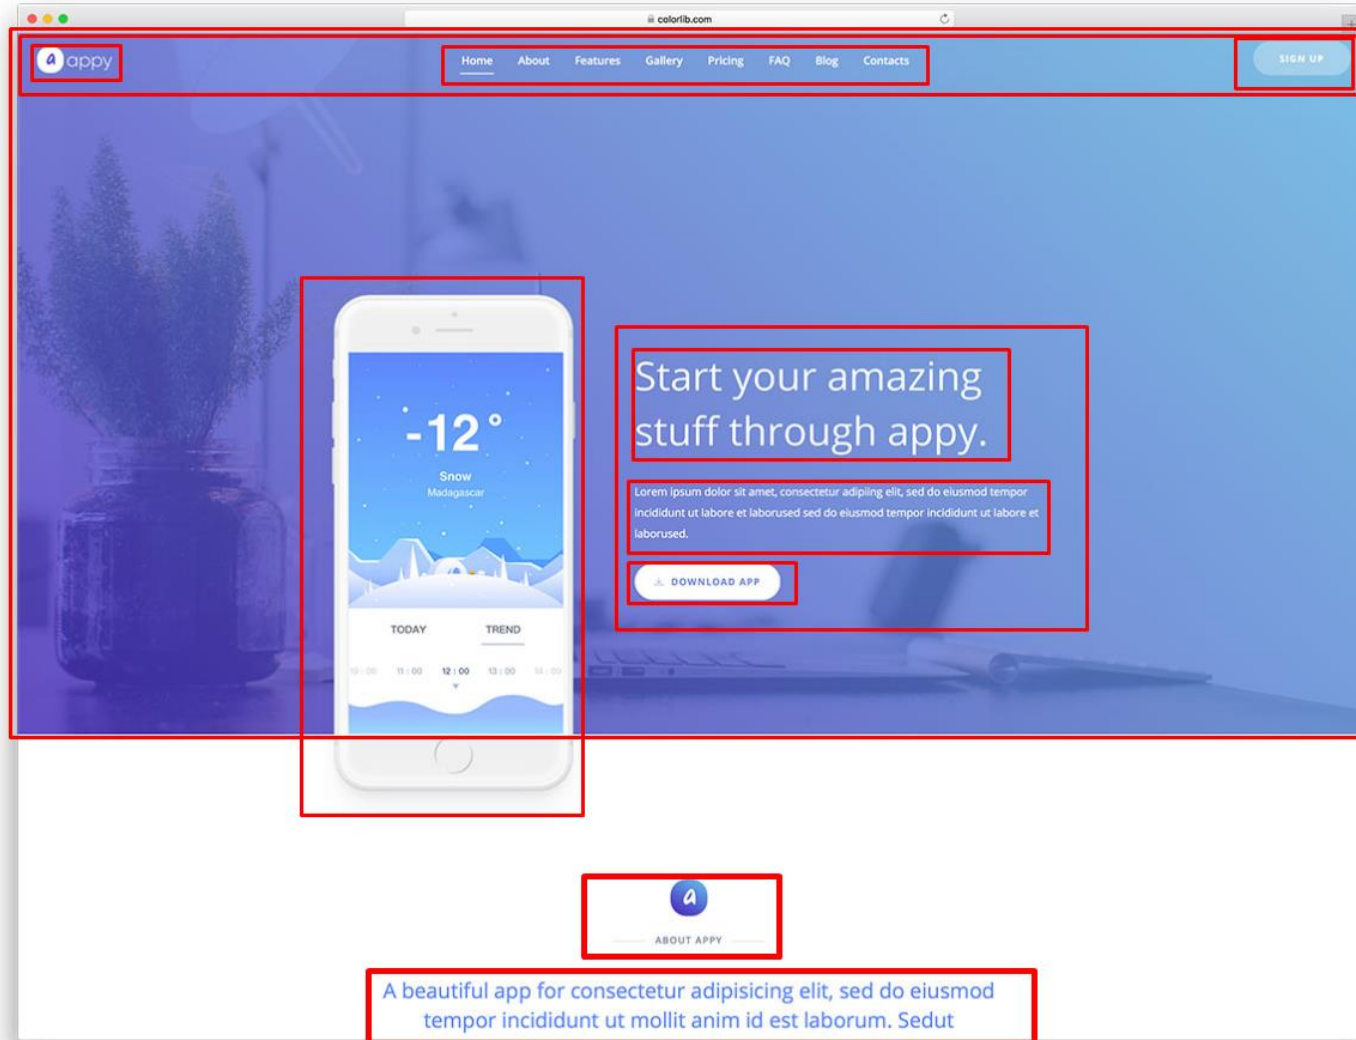 colorlib.com
a appy
Home About Features Gallery Pricing FAQ Blog Contacts
SIGN UP
-12°
Snow
Madagascar
TODAY TREND
10 : 00 11 : 00 12 : 00 13 : 00 14 : 00
Start your amazing
stuff through appy.
Lorem ipsum dolor sit amet, consectetur adipiing elit, sed do eiusmod tempor
incididunt ut labore et laborused sed do eiusmod tempor incididunt ut labore et
laborused.
DOWNLOAD APP
a
ABOUT APPY
A beautiful app for consectetur adipisicing elit, sed do eiusmod
tempor incididunt ut mollit anim id est laborum. Sedut